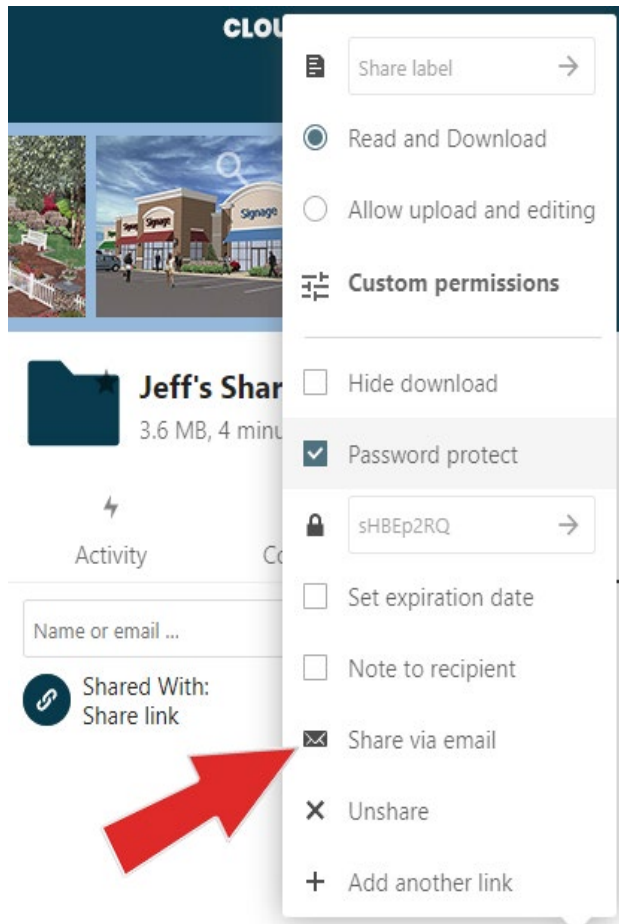 CLOU
Share label
Read and Download
Allow upload and editing
Signage
Signage
Custom permissions
Jeff's Shar
3.6 MB, 4 minu
Hide download
Password protect
sHBEp2RQ
Activity
Co
Set expiration date
Name or email ...
Note to recipient
Shared With:
Share link
Share via email
Unshare
Add another link